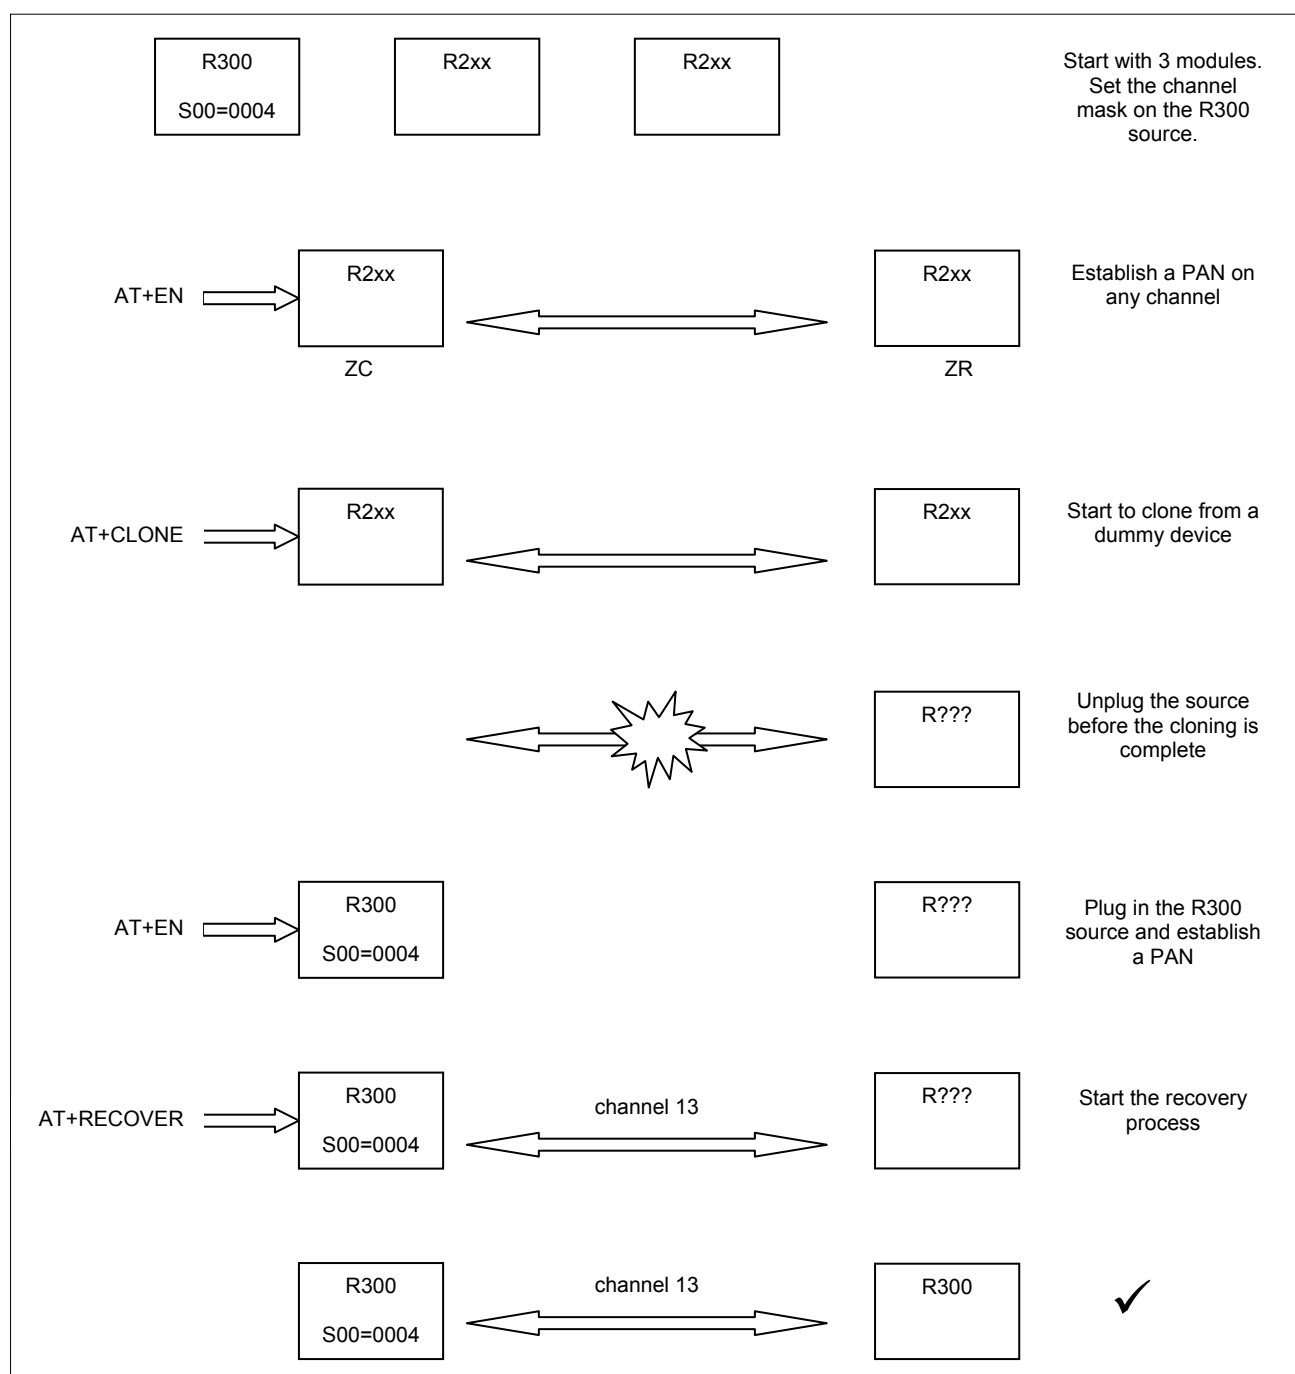 R300
S00=0004
R2xx
R2xx
Start with 3 modules.
Set the channel
mask on the R300
source.
AT+EN
R2xx
ZC
R2xx
ZR
Establish a PAN on
any channel
AT+CLONE
R2xx
R2xx
Start to clone from a
dummy device
R???
Unplug the source
before the cloning is
complete
AT+EN
R300
S00=0004
R???
Plug in the R300
source and establish
a PAN
AT+RECOVER
R300
S00=0004
channel 13
R???
Start the recovery
process
R300
S00=0004
channel 13
R300